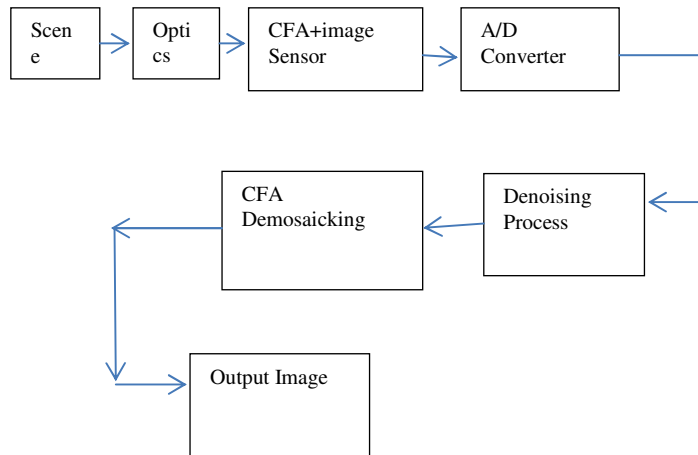 Scen
e
Opti
cs
CFA+image
Sensor
A/D
Converter
Denoising
Process
CFA
Demosaicking
Output Image